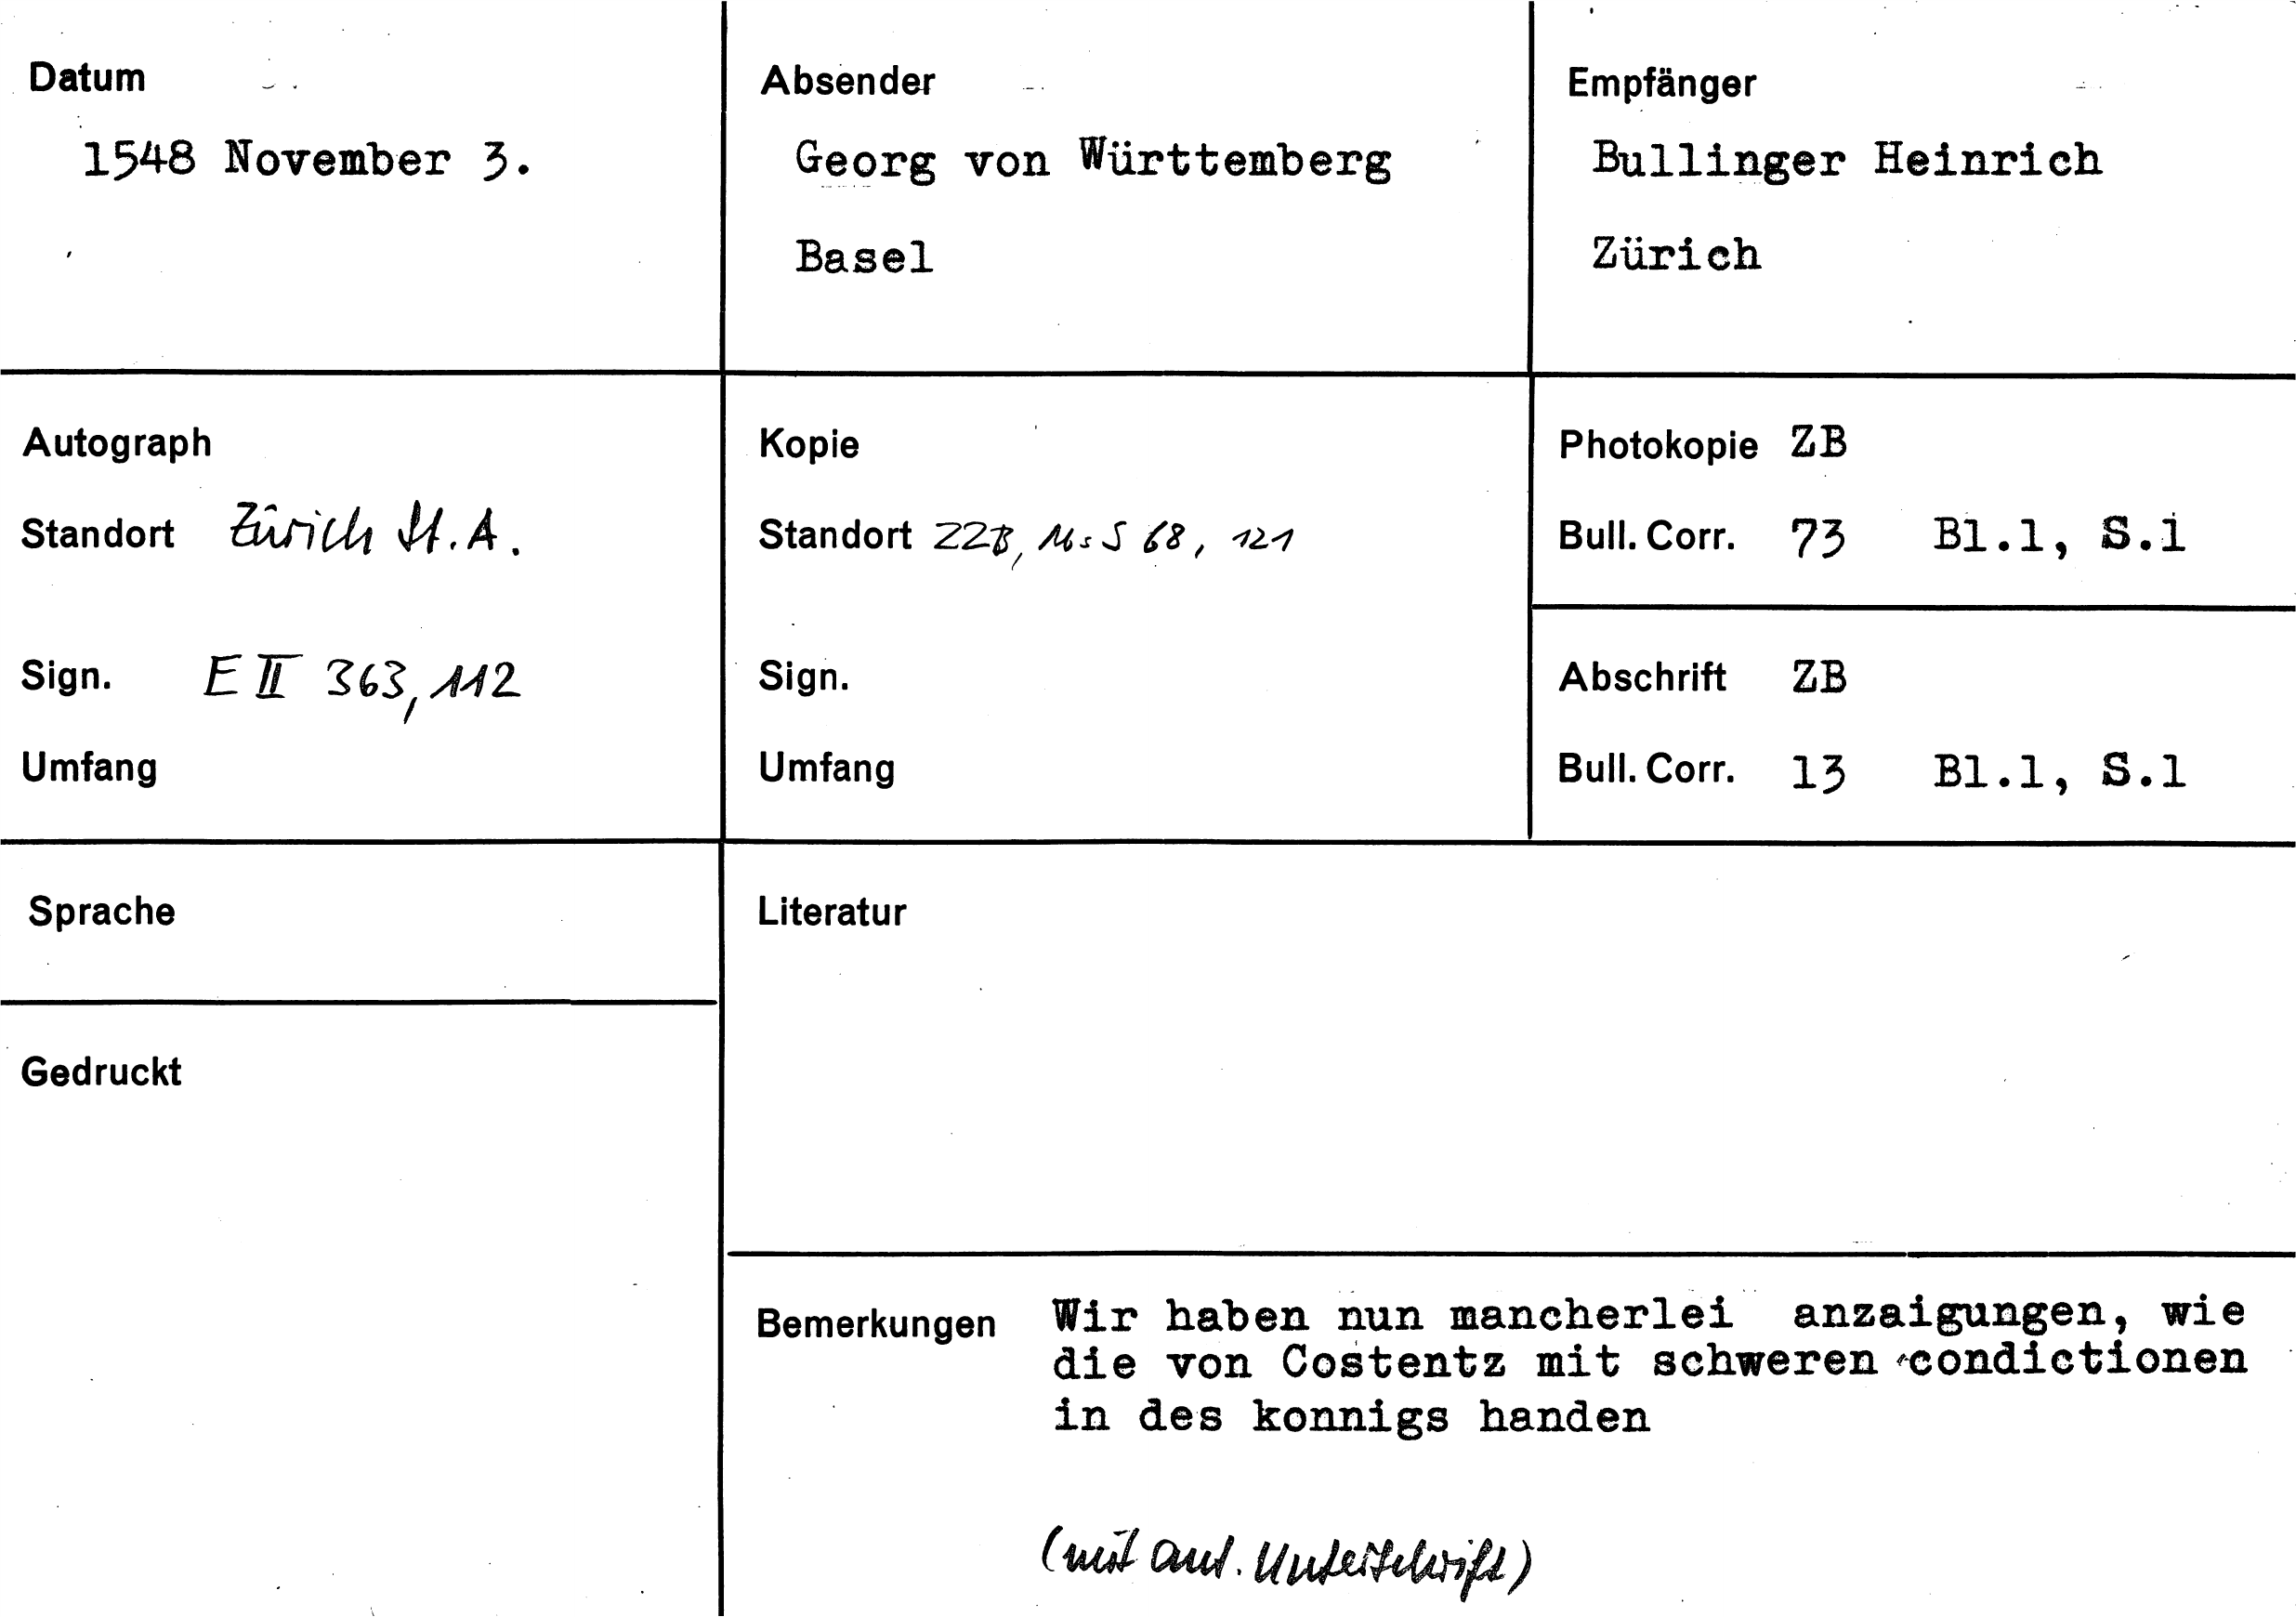 Datum
1548 November 3.
Absender
Georg von Württemberg
Basel
Empfänger
Bullinger Heinrich
Zürich
Autograph
Standort Zürich St.A.
Sign. E II 363, 112
Umfang
Kopie
Standort ZZB, Ms S 68, 121
Sign.
Umfang
Photokopie ZB
Bull. Corr. 73 Bl.1, S.1
Abschrift ZB
Bull. Corr. 13 Bl.1, S.1
Sprache
Gedruckt
Literatur
Bemerkungen Wir haben nun mancherlei anzaigungen, wie
die von Costentz mit schweren condictionen
in des konnigs handen
(mit aut. Unterschrift)